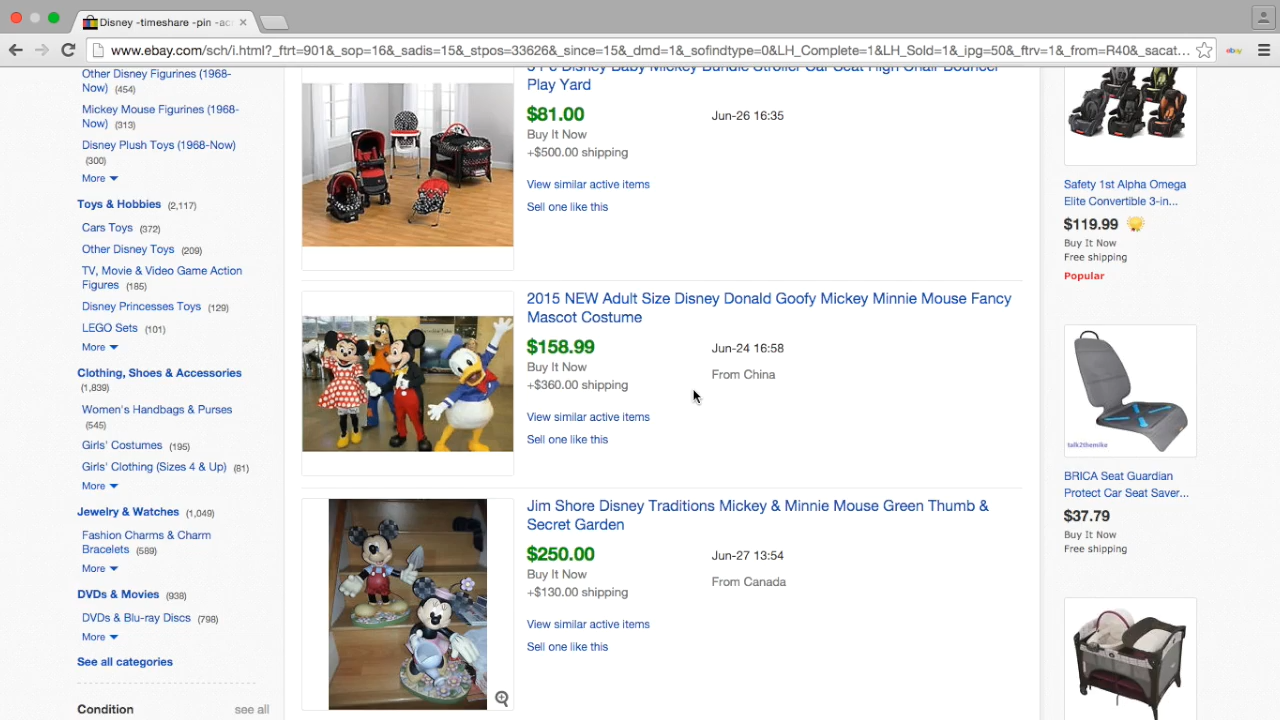 Disney -timeshare -pin -ac
www.ebay.com/sch/i.html?_ftrt=901&_sop=16&_sadis=15&_stpos=33626&_since=15&_dmd=1&_sofindtype=0&LH_Complete=1&LH_Sold=1&_ipg=50&_ftrv=1&_from=R40&_sacat...
ebay
Other Disney Figurines (1968-
Now) (454)
Mickey Mouse Figurines (1968-
Now) (313)
Disney Plush Toys (1968-Now)
(300)
More
Toys & Hobbies (2,117)
Cars Toys (372)
Other Disney Toys (209)
TV, Movie & Video Game Action
Figures (185)
Disney Princesses Toys (129)
LEGO Sets (101)
More
Clothing, Shoes & Accessories
(1,839)
Women's Handbags & Purses
(545)
Girls' Costumes (195)
Girls' Clothing (Sizes 4 & Up) (81)
More
Jewelry & Watches (1,049)
Fashion Charms & Charm
Bracelets (589)
More
DVDs & Movies (938)
DVDs & Blu-ray Discs (798)
More
See all categories
Condition see all
Disney Baby Mickey Bundle Stroller Car Seat High Chair Bouncer
Play Yard
$81.00 Jun-26 16:35
Buy It Now
+$500.00 shipping
View similar active items
Sell one like this
2015 NEW Adult Size Disney Donald Goofy Mickey Minnie Mouse Fancy
Mascot Costume
$158.99 Jun-24 16:58
Buy It Now From China
+$360.00 shipping
View similar active items
Sell one like this
Jim Shore Disney Traditions Mickey & Minnie Mouse Green Thumb &
Secret Garden
$250.00 Jun-27 13:54
Buy It Now From Canada
+$130.00 shipping
View similar active items
Sell one like this
Safety 1st Alpha Omega
Elite Convertible 3-in...
$119.99
Buy It Now
Free shipping
Popular
talk2themike
BRICA Seat Guardian
Protect Car Seat Saver...
$37.79
Buy It Now
Free shipping